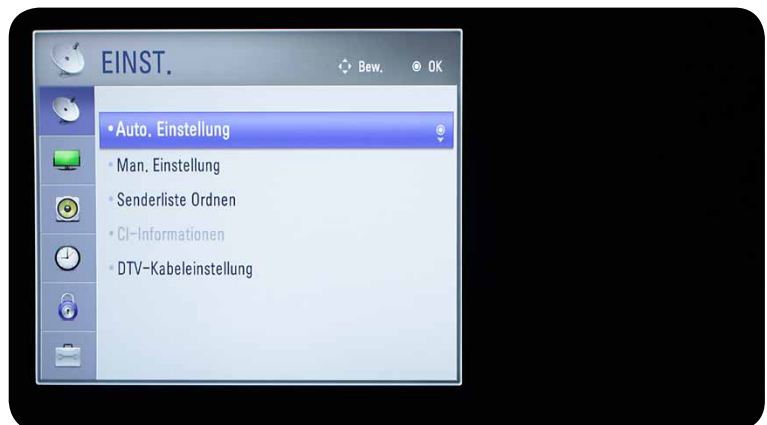 EINST.
Bew. OK
Auto. Einstellung
Man. Einstellung
Senderliste Ordnen
CI-Informationen
DTV-Kabeleinstellung